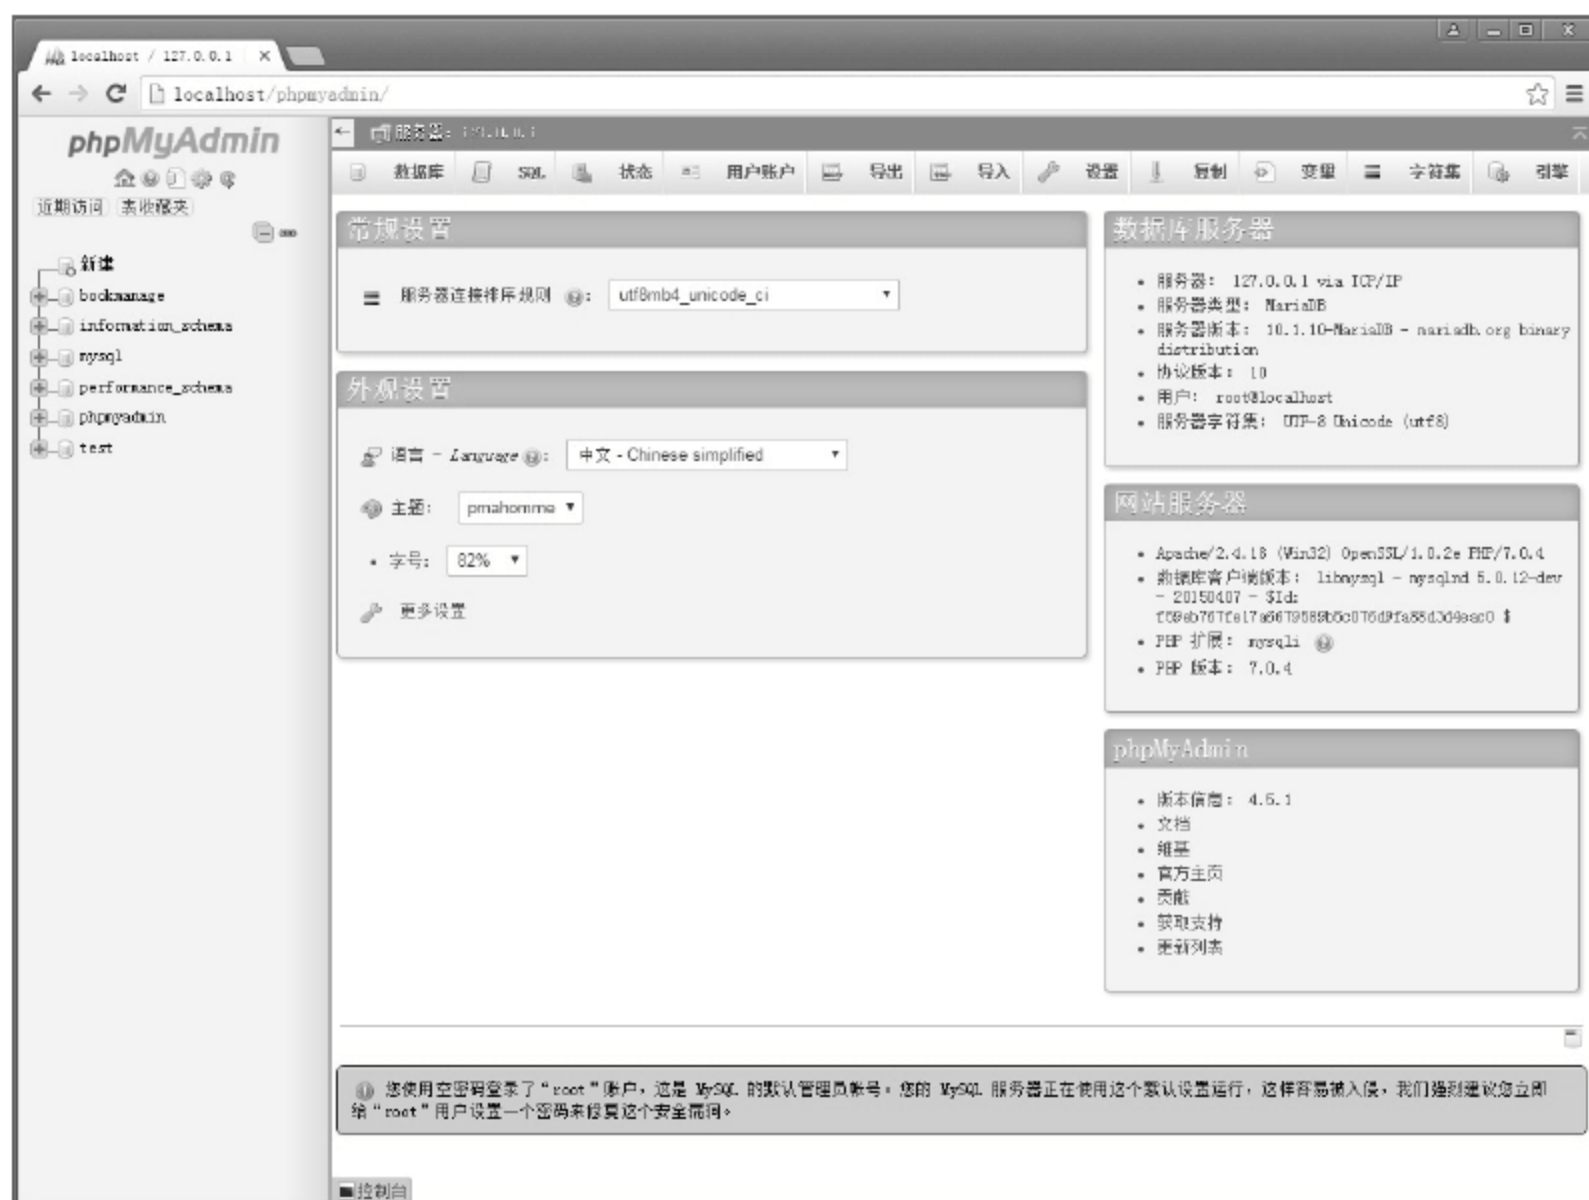 localhost / 127.0.0.1
localhost/phpmyadmin/
phpMyAdmin
近期访问 表收藏夹
新建
bookmanage
information_schema
mysql
performance_schema
phpmyadmin
test
服务器: 127.0.0.1
数据库 SQL 状态 用户账户 导出 导入 设置 复制 变量 字符集 引擎
常规设置
服务器连接排序规则 : utf8mb4_unicode_ci
外观设置
语言 - Language : 中文 - Chinese simplified
主题: pmahomme
• 字号: 82%
更多设置
数据库服务器
• 服务器: 127.0.0.1 via TCP/IP
• 服务器类型: MariaDB
• 服务器版本: 10.1.10-MariaDB - mariadb.org binary
distribution
• 协议版本: 10
• 用户: root@localhost
• 服务器字符集: UTF-8 Unicode (utf8)
网站服务器
• Apache/2.4.18 (Win32) OpenSSL/1.0.2e PHP/7.0.4
• 数据库客户端版本: libmysql - mysqlnd 5.0.12-dev
- 20150407 - $Id:
$
• PHP 扩展: mysqli
• PHP 版本: 7.0.4
phpMyAdmin
• 版本信息: 4.5.1
• 文档
• 维基
• 官方主页
• 贡献
• 获取支持
• 更新列表
您使用空密码登录了“root”账户，这是 MySQL 的默认管理员帐号。您的 MySQL 服务器正在使用这个默认设置运行，这样容易被入侵，我们强烈建议您立即
给“root”用户设置一个密码来修复这个安全漏洞。
控制台